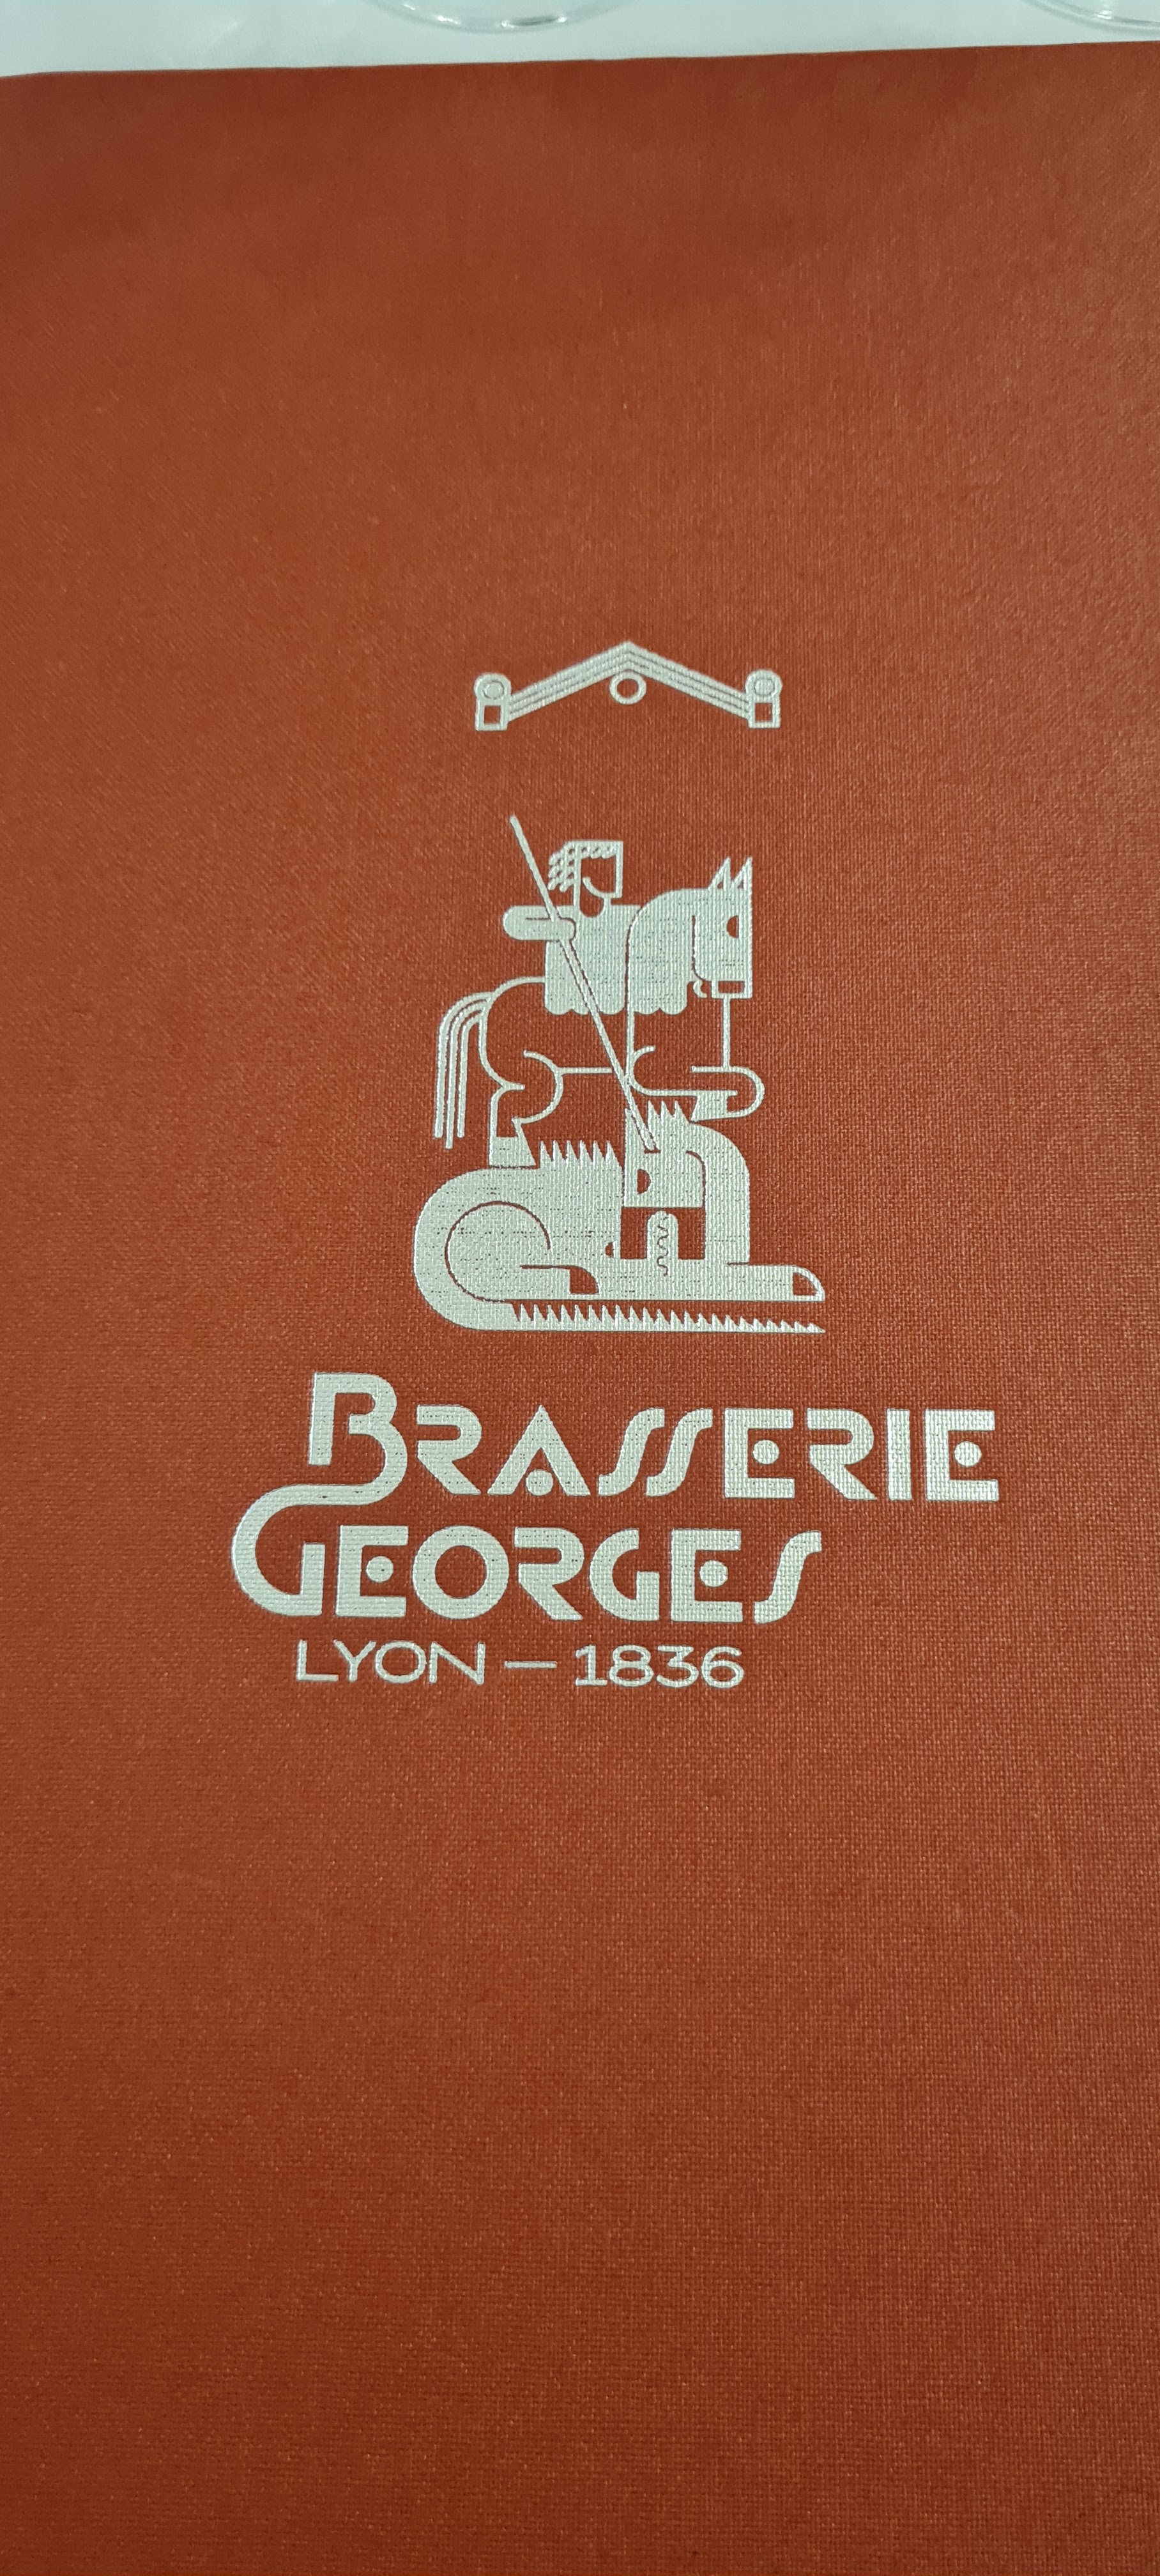 BRASSERIE
GEORGES
LYON — 1836